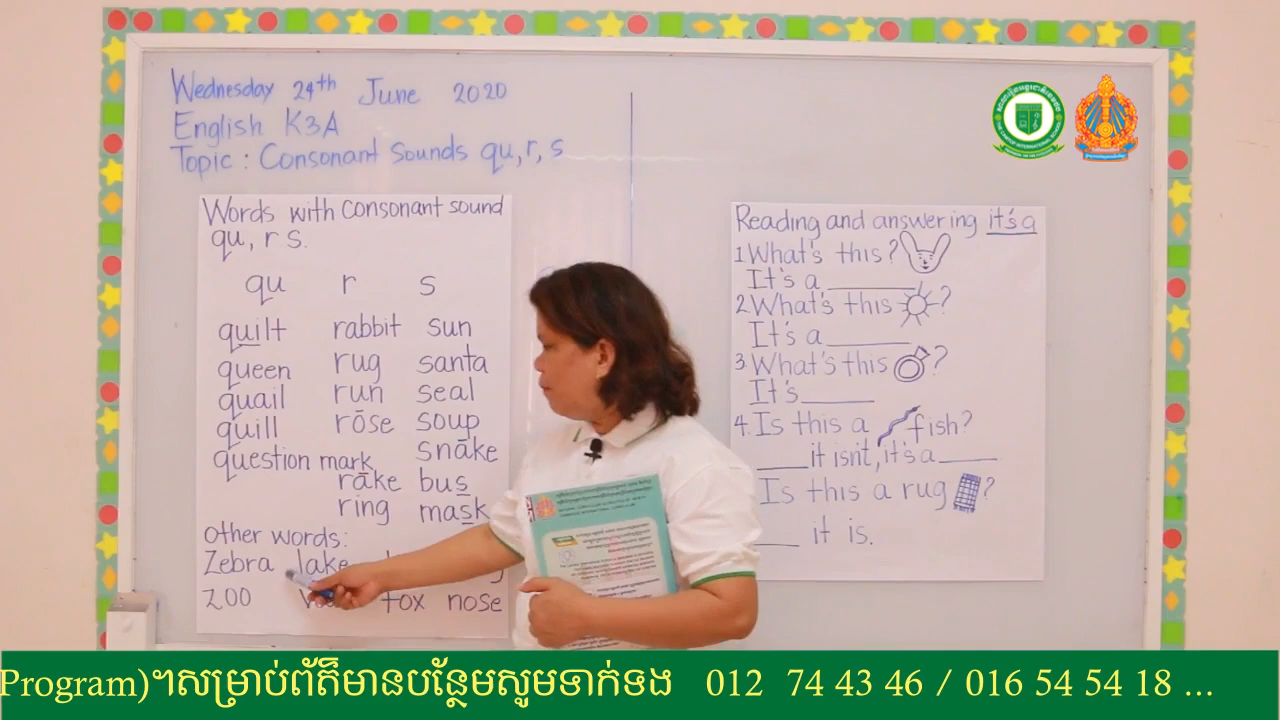 Wednesday 24th June 2020
English K3A
Topic : Consonant Sounds qu, r, s
Words with consonant sound
qu, r s.
qu r s
quilt rabbit sun
queen rug santa
quail run seal
quill rōse soup
question mark snāke
rāke bus
ring mask
Other words:
Zebra lake
zoo fox nose
Reading and answering it's a
1. What's this?
It's a ________
2. What's this ?
It's a ________
3. What's this ?
It's ________
4. Is this a fish?
____ it isn't, it's a ______
Is this a rug ?
___ it is.
Program)។សម្រាប់ព័ត៌មានបន្ថែមសូមទាក់ទង 012 74 43 46 / 016 54 54 18 ...